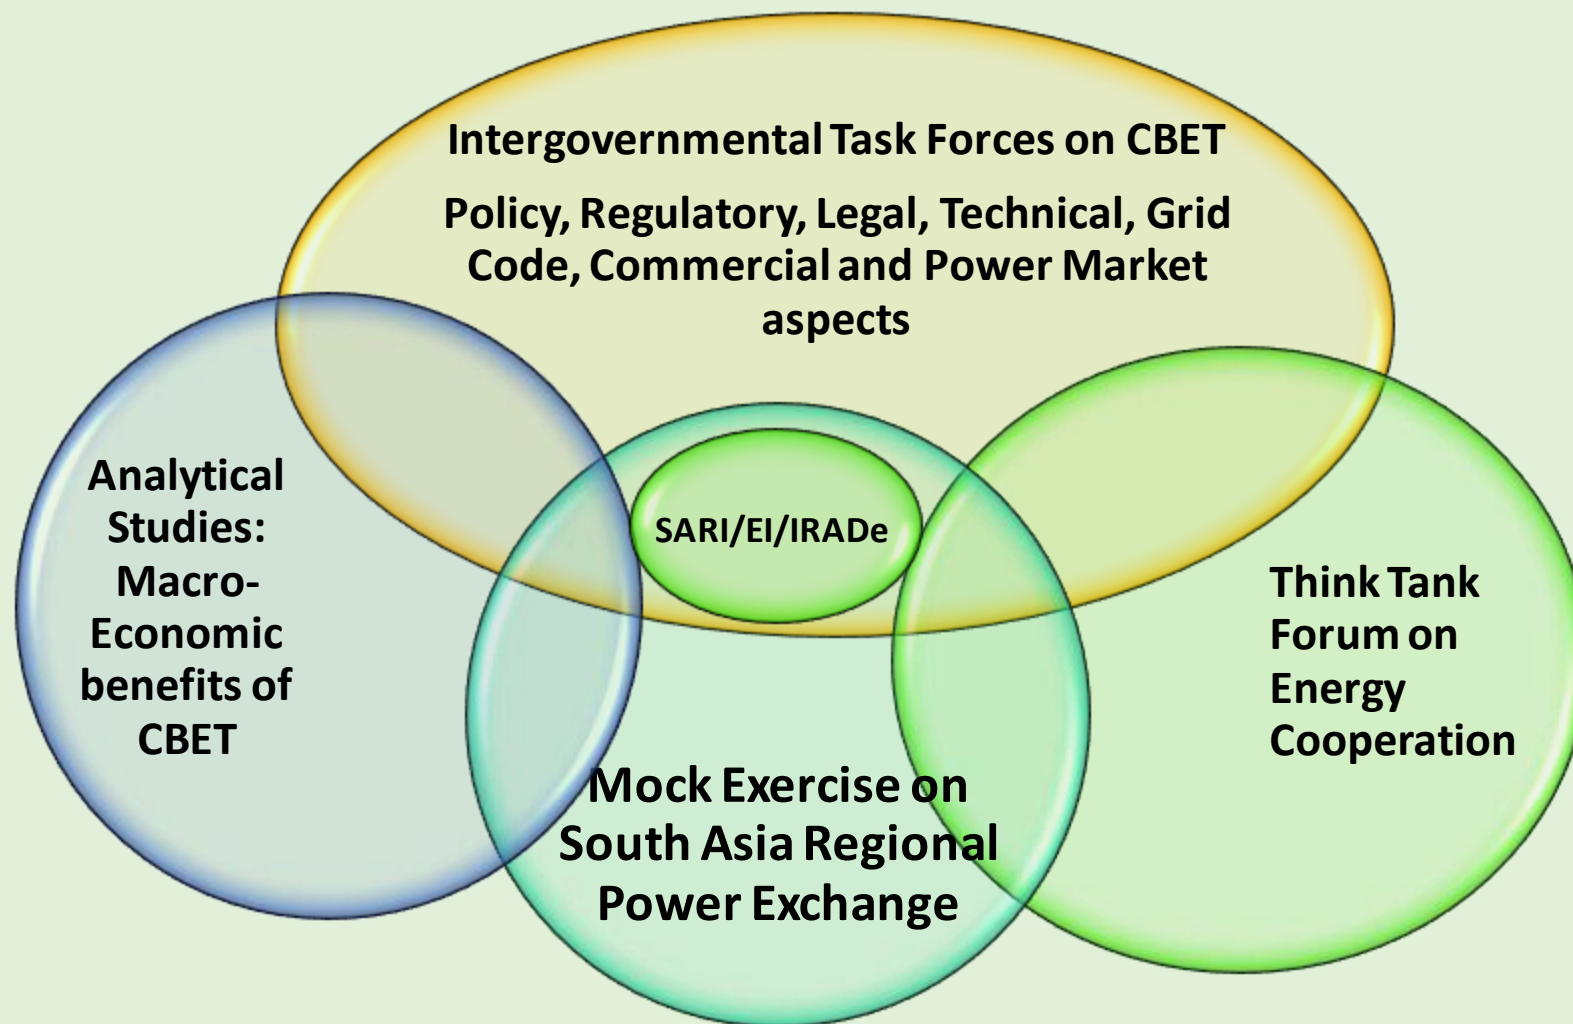 Intergovernmental Task Forces on CBET
Policy, Regulatory, Legal, Technical, Grid
Code, Commercial and Power Market
aspects
Analytical
Studies:
Macro-
Economic
benefits of
CBET
SARI/EI/IRADe
Think Tank
Forum on
Energy
Cooperation
Mock Exercise on
South Asia Regional
Power Exchange